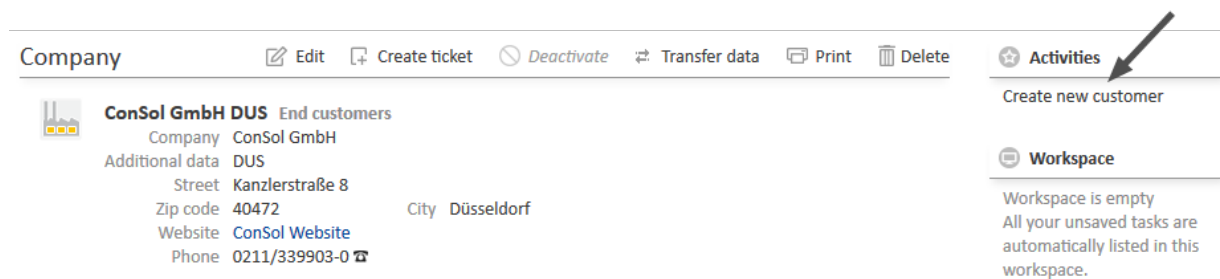 Company Edit Create ticket Deactivate Transfer data Print Delete
ConSol GmbH DUS End customers
Company ConSol GmbH
Additional data DUS
Street Kanzlerstraße 8
Zip code 40472 City Düsseldorf
Website ConSol Website
Phone 0211/339903-0
Activities
Create new customer
Workspace
Workspace is empty
All your unsaved tasks are
automatically listed in this
workspace.